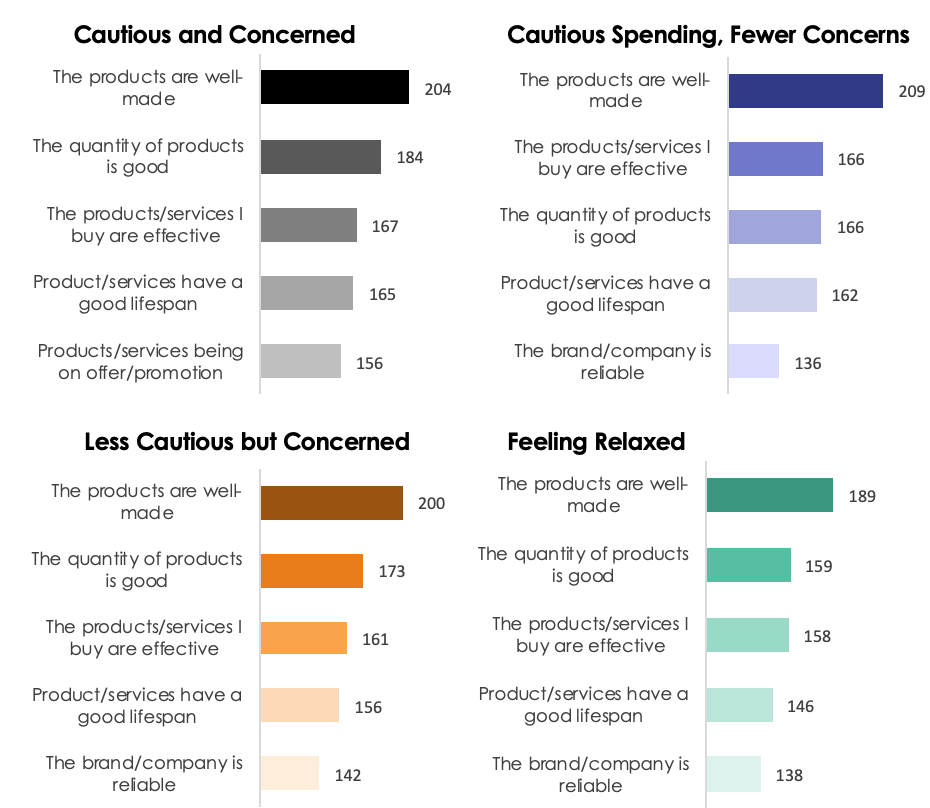 Cautious and Concerned
The products are well-
made
204
The quantity of products
is good
184
The products/services I
buy are effective
167
Product/services have a
good lifespan
165
Products/services being
on offer/promotion
156
Cautious Spending, Fewer Concerns
The products are well-
made
209
The products/services I
buy are effective
166
The quantity of products
is good
166
Product/services have a
good lifespan
162
The brand/company is
reliable
136
Less Cautious but Concerned
The products are well-
made
200
The quantity of products
is good
173
The products/services I
buy are effective
161
Product/services have a
good lifespan
156
The brand/company is
reliable
142
Feeling Relaxed
The products are well-
made
189
The quantity of products
is good
159
The products/services I
buy are effective
158
Product/services have a
good lifespan
146
The brand/company is
reliable
138